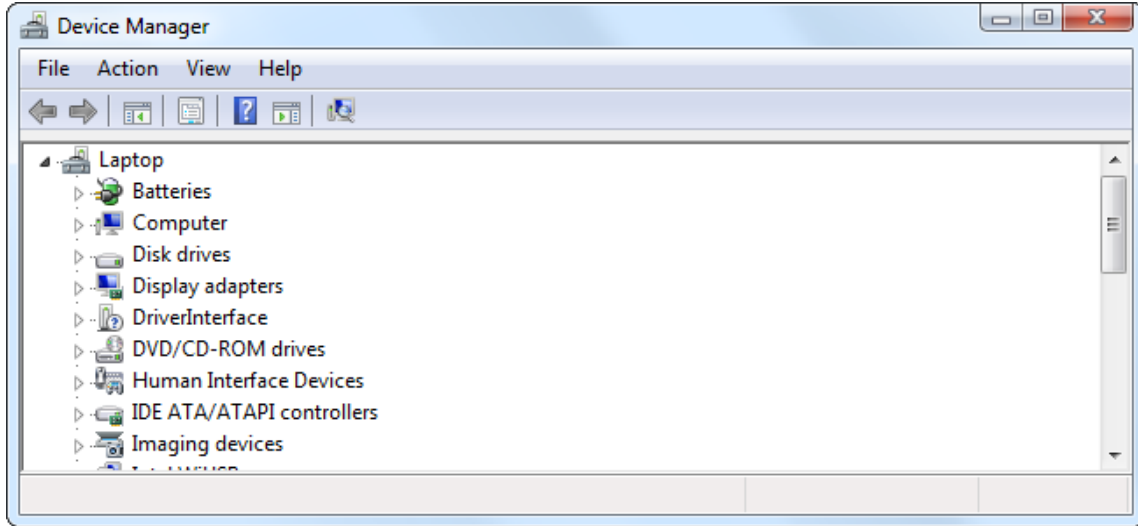 Device Manager
File Action View Help
Laptop
Batteries
Computer
Disk drives
Display adapters
DriverInterface
DVD/CD-ROM drives
Human Interface Devices
IDE ATA/ATAPI controllers
Imaging devices